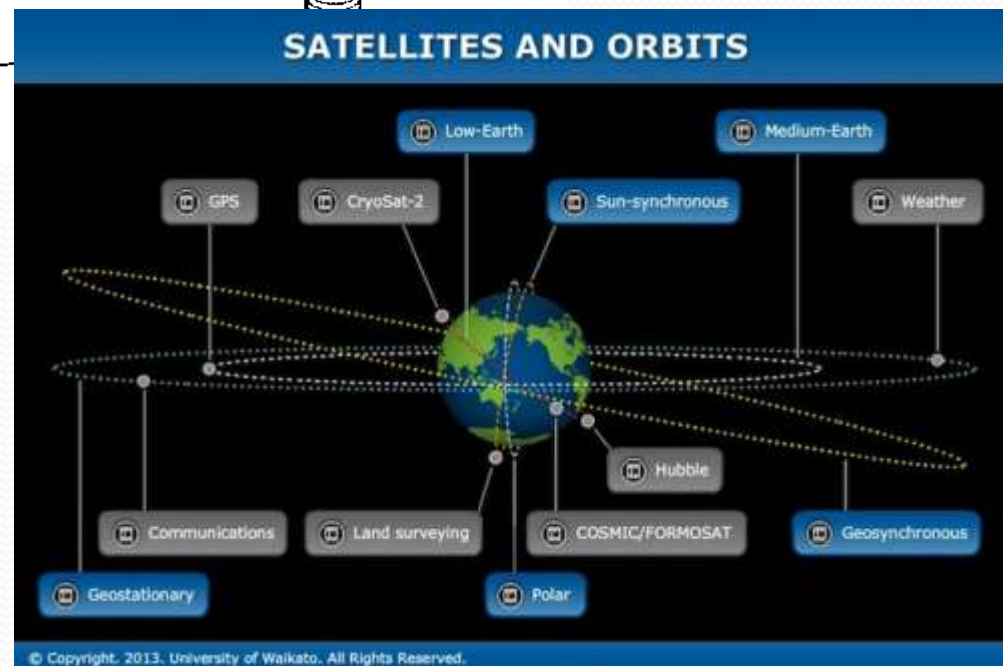 SATELLITES AND ORBITS
Low-Earth
Medium-Earth
GPS
CryoSat-2
Sun-synchronous
Weather
Hubble
Communications
Land surveying
COSMIC/FORMOSAT
Geosynchronous
Geostationary
Polar
© Copyright. 2013. University of Waikato. All Rights Reserved.